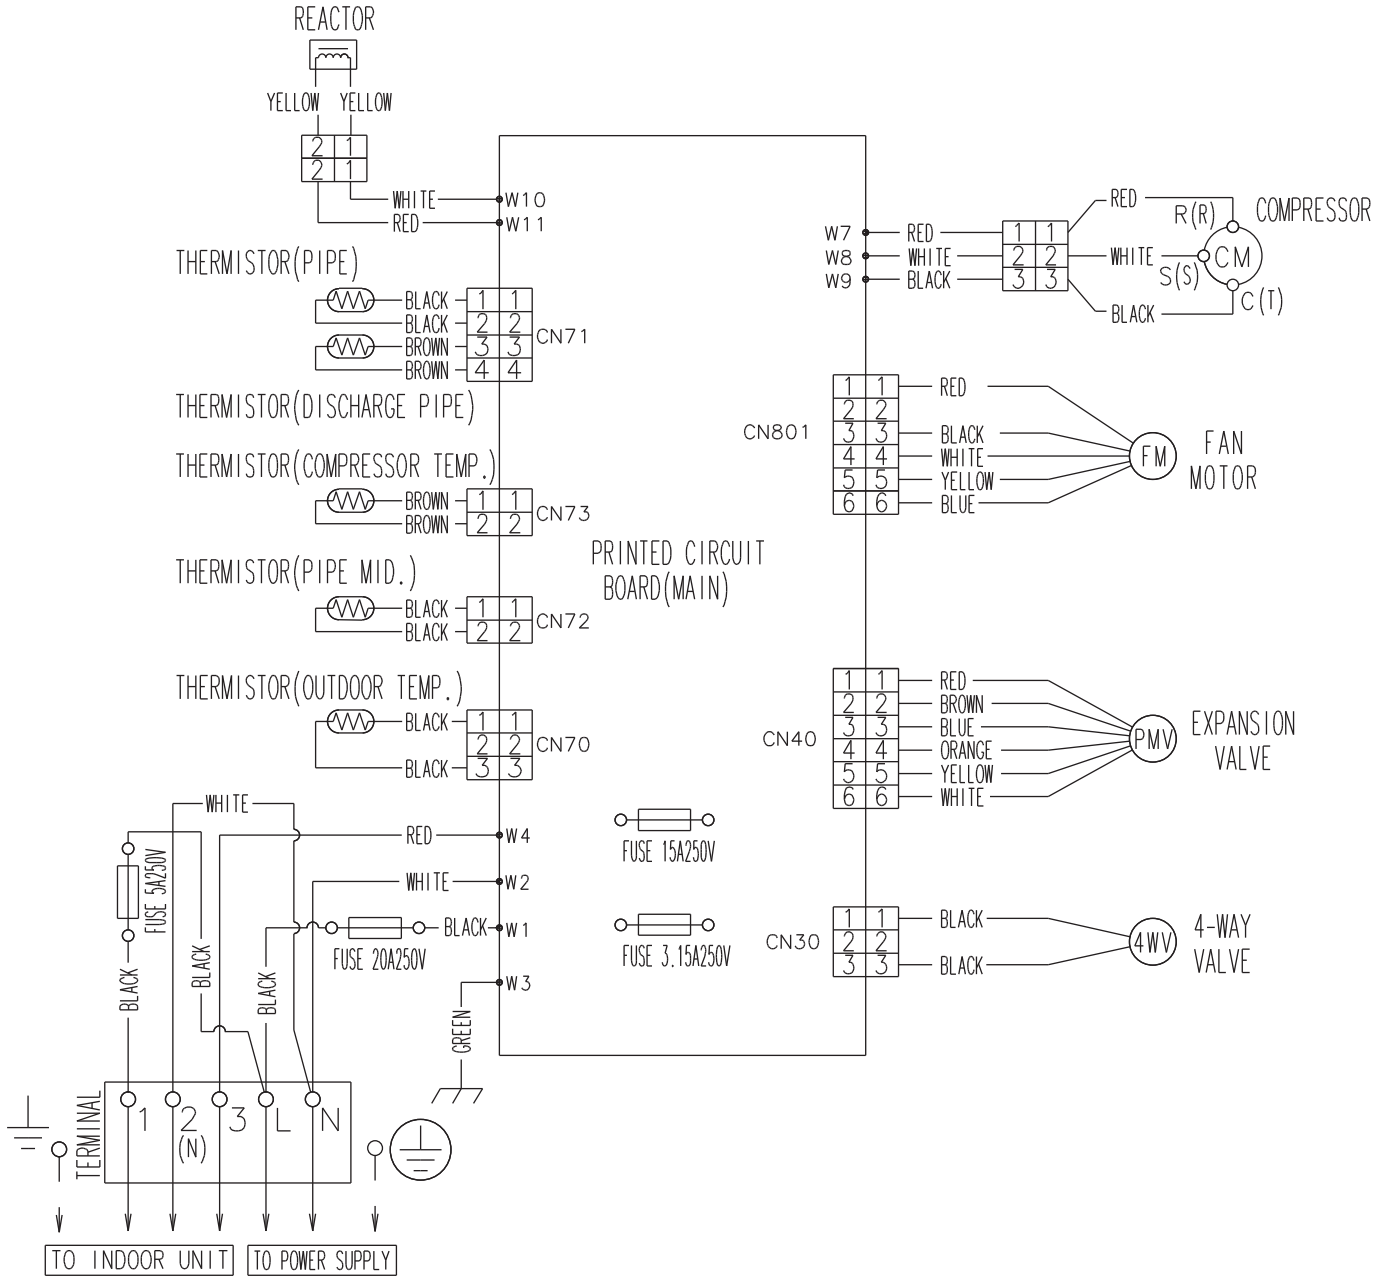 REACTOR
YELLOW YELLOW
2 1
2 1
WHITE W10
RED W11
THERMISTOR(PIPE)
BLACK 1 1
BLACK 2 2
BROWN 3 3
BROWN 4 4
CN71
THERMISTOR(DISCHARGE PIPE)
THERMISTOR(COMPRESSOR TEMP.)
BROWN 1 1
BROWN 2 2
CN73
THERMISTOR(PIPE MID.)
BLACK 1 1
BLACK 2 2
CN72
THERMISTOR(OUTDOOR TEMP.)
BLACK 1 1
2 2
BLACK 3 3
CN70
PRINTED CIRCUIT
BOARD(MAIN)
W7 RED 1 1 RED R(R)
W8 WHITE 2 2 WHITE S(S)
W9 BLACK 3 3 BLACK C(T)
CM
COMPRESSOR
CN801
1 1 RED
2 2
3 3 BLACK
4 4 WHITE
5 5 YELLOW
6 6 BLUE
FM
FAN
MOTOR
CN40
1 1 RED
2 2 BROWN
3 3 BLUE
4 4 ORANGE
5 5 YELLOW
6 6 WHITE
PMV
EXPANSION
VALVE
CN30
1 1 BLACK
2 2
3 3 BLACK
4WV
4-WAY
VALVE
FUSE 15A250V
FUSE 3.15A250V
WHITE
RED W4
WHITE W2
BLACK W1
FUSE 20A250V
W3
GREEN
FUSE 5A250V
BLACK
BLACK
BLACK
TERMINAL
1 2 3 L N
(N)
TO INDOOR UNIT
TO POWER SUPPLY